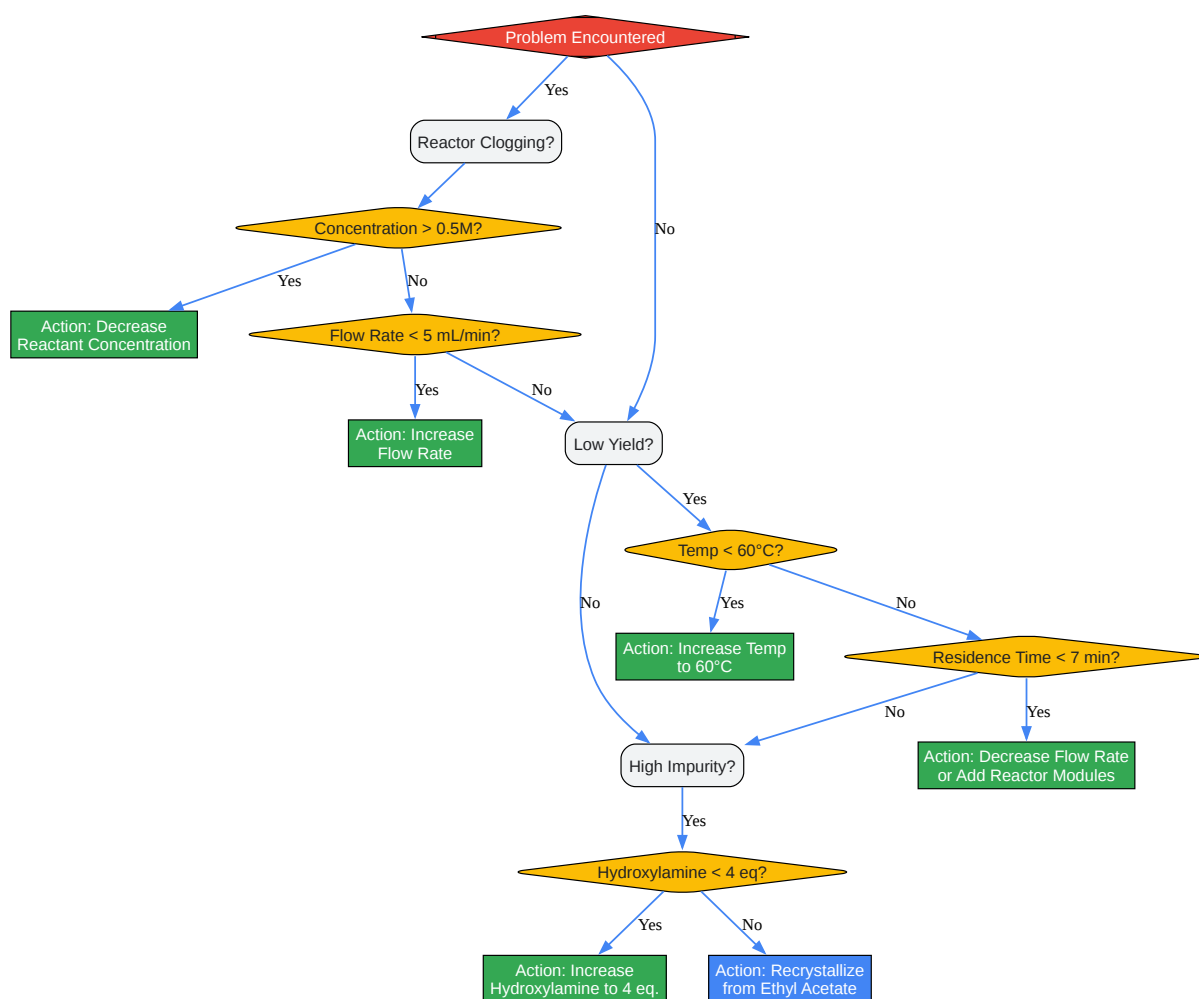 Problem Encountered
Yes
Reactor Clogging?
No
Concentration > 0.5M?
Yes
No
Action: Decrease
Reactant Concentration
Flow Rate < 5 mL/min?
Yes
No
Action: Increase
Flow Rate
Low Yield?
Yes
Temp < 60°C?
No
Yes
No
Action: Increase Temp
to 60°C
Residence Time < 7 min?
No
Yes
High Impurity?
Action: Decrease Flow Rate
or Add Reactor Modules
Yes
Hydroxylamine < 4 eq?
Yes
No
Action: Increase
Hydroxylamine to 4 eq.
Action: Recrystallize
from Ethyl Acetate